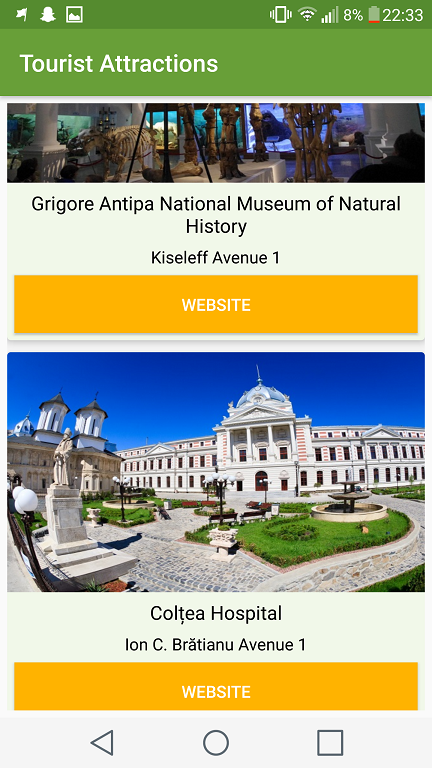 8% 22:33
Tourist Attractions
Grigore Antipa National Museum of Natural
History
Kiseleff Avenue 1
WEBSITE
Colțea Hospital
Ion C. Brătianu Avenue 1
WEBSITE